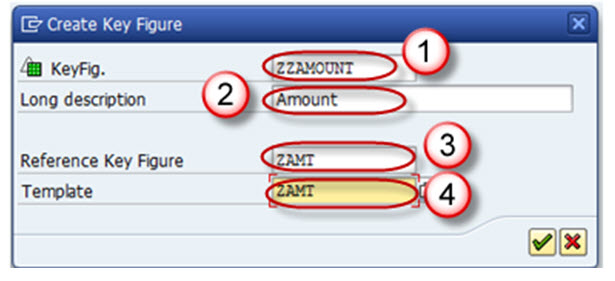 Create Key Figure
KeyFig. ZZAMOUNT 1
Long description 2 Amount
Reference Key Figure ZAMT 3
Template ZAMT 4